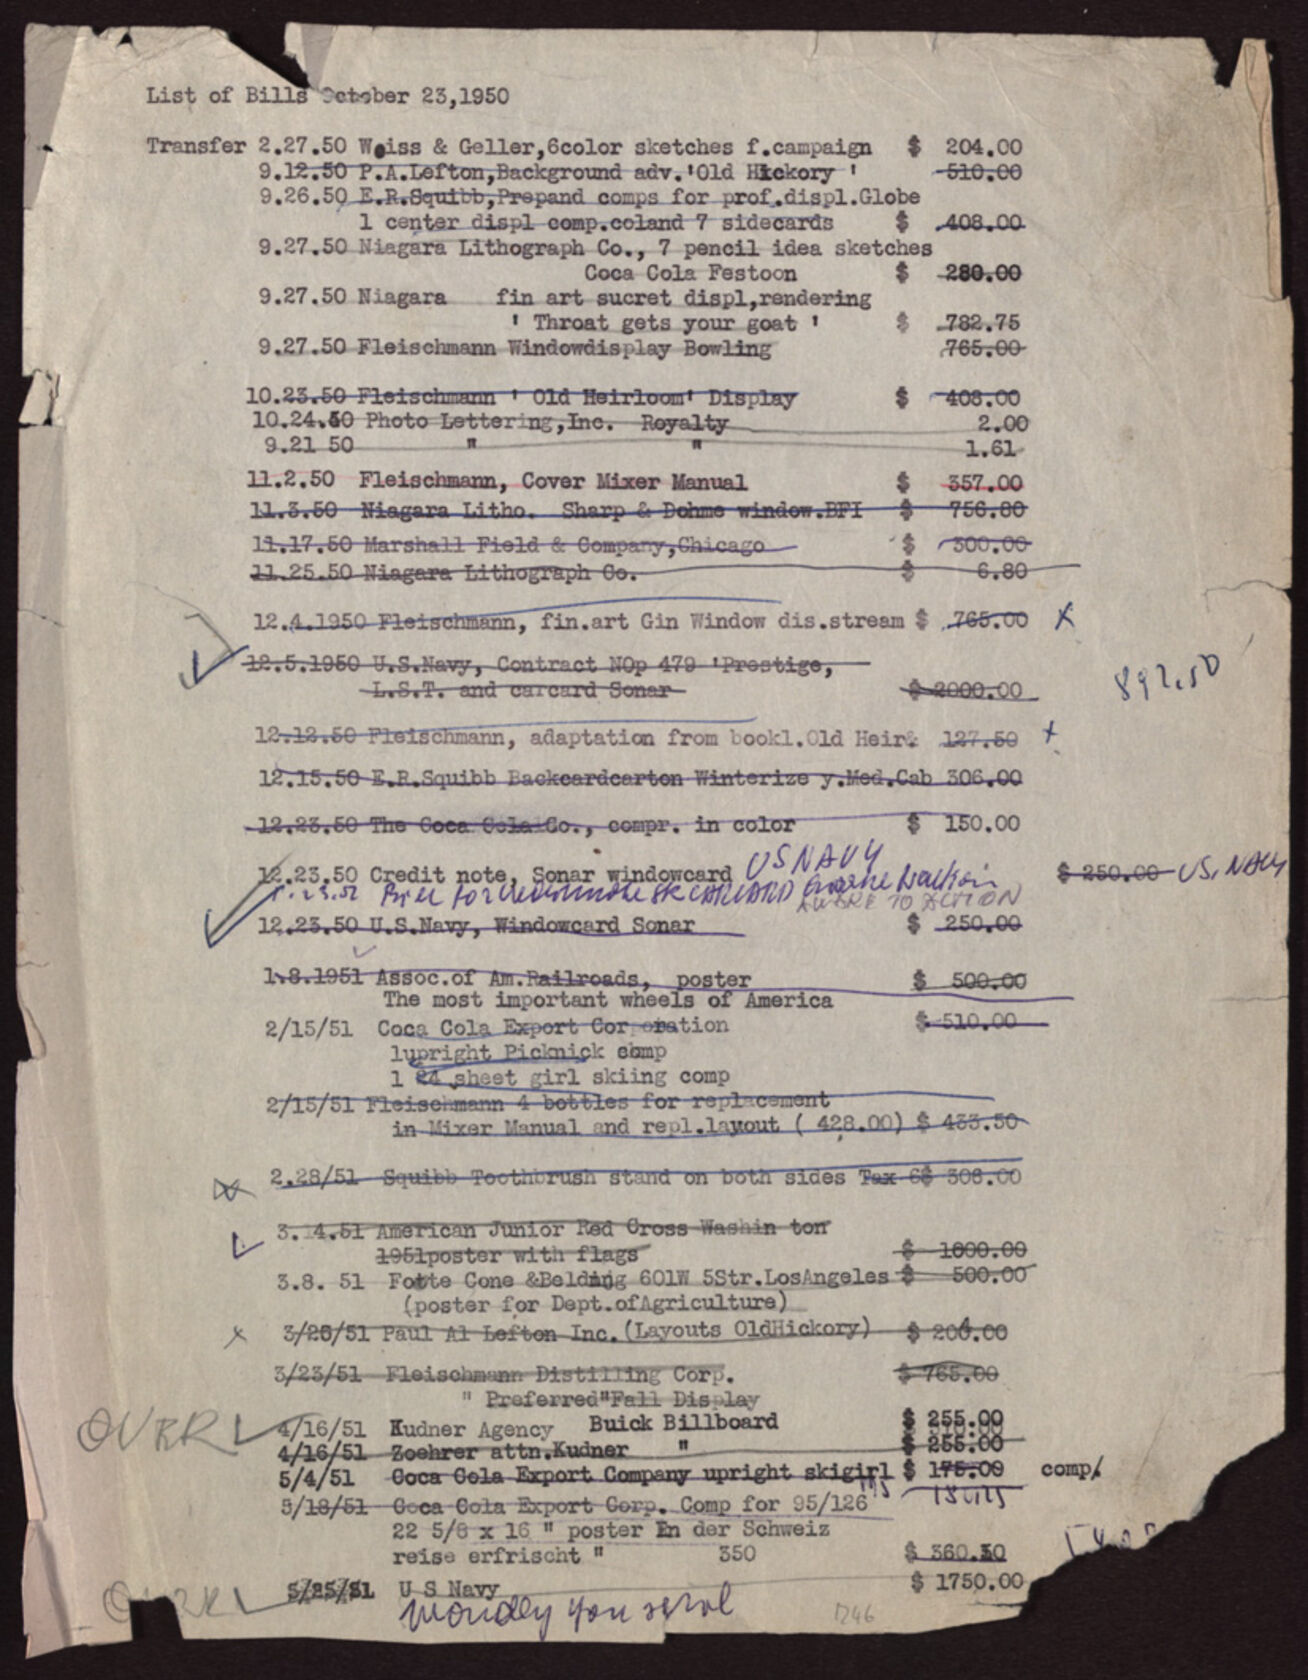 List of Bills October 23,1950
Transfer 2.27.50 Weiss & Geller,6color sketches f.campaign $ 204.00
9.12.50 P.A.Lefton,Background adv.'Old Hickory ' 510.00
9.26.50 E.R.Squibb,Prepand comps for prof.displ.Globe
1 center displ comp.coland 7 sidecards $ 408.00
9.27.50 Niagara Lithograph Co., 7 pencil idea sketches
Coca Cola Festoon $ 280.00
9.27.50 Niagara fin art sucret displ,rendering
' Throat gets your goat ' $ 782.75
9.27.50 Fleischmann Windowdisplay Bowling 765.00
10.23.50 Fleischmann ' Old Heirloom' Display $ 408.00
10.24.50 Photo Lettering,Inc. Royalty 2.00
9.21 50 " " 1.61
11.2.50 Fleischmann, Cover Mixer Manual $ 357.00
11.3.50 Niagara Litho. Sharp & Dohme window.BFI $ 756.80
11.17.50 Marshall Field & Company,Chicago $ 300.00
11.25.50 Niagara Lithograph Co. $ 6.80
12.4.1950 Fleischmann, fin.art Gin Window dis.stream $ 765.00 x
12.5.1950 U.S.Navy, Contract NOp 479 'Prestige,
L.S.T. and carcard Sonar $ 2000.00 892.50
12.12.50 Fleischmann, adaptation from bookl.Old Heir& 127.50 +
12.15.50 E.R.Squibb Backcardcarton Winterize y.Med.Cab 306.00
12.23.50 The Coca Cola Co., compr. in color $ 150.00
12.23.50 Credit note, Sonar windowcard US NAVY $ 250.00 US, NAVY
Bill for CARCARD
TO ACTION
12.23.50 U.S.Navy, Windowcard Sonar $ 250.00
1.8.1951 Assoc.of Am.Railroads, poster $ 500.00
The most important wheels of America
2/15/51 Coca Cola Export Corporation $ 510.00
1upright Picknick comp
1 24 sheet girl skiing comp
2/15/51 Fleischmann 4 bottles for replacement
in Mixer Manual and repl.layout ( 428.00) $ 433.50
2.28/51 Squibb Toothbrush stand on both sides Tax 6$ 306.00
3.14.51 American Junior Red Cross Washin ton
1951poster with flags $ 1000.00
3.8. 51 Foote Cone &Belding 601W 5Str.LosAngeles $ 500.00
(poster for Dept.ofAgriculture)
x 3/26/51 Paul Al Lefton Inc.(Layouts OldHickory) $ 204.00
3/23/51 Fleischmann Distilling Corp. $ 765.00
" Preferred"Fall Display
OVER 4/16/51 Kudner Agency Buick Billboard $ 255.00
4/16/51 Zoehrer attn.Kudner " $ 255.00
5/4/51 Coca Cola Export Company upright skigirl $ 175.00 comp.
5/18/51 Coca Cola Export Corp. Comp for 95/126
22 5/8 x 16 " poster In der Schweiz
reise erfrischt " 350 $ 360.50
OVER 5/25/51 U S Navy $ 1750.00
1246